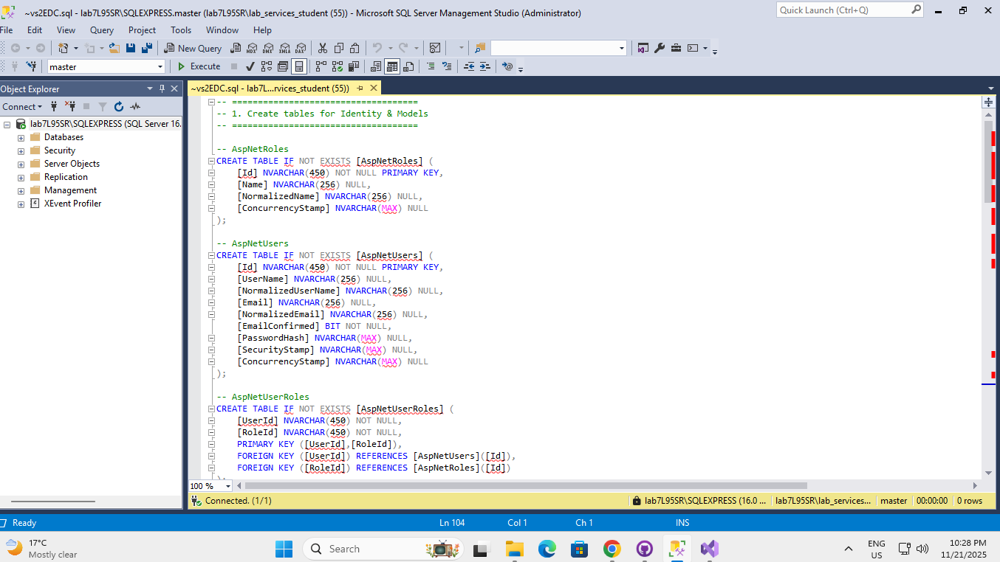 ~vs2EDC.sql - lab7L95SR\SQLEXPRESS.master (lab7L95SR\lab_services_student (55)) - Microsoft SQL Server Management Studio (Administrator)
Quick Launch (Ctrl+Q)
File Edit View Query Project Tools Window Help
New Query MDX DMX XMLA DAX
master Execute
Object Explorer
~vs2EDC.sql - lab7L...rvices_student (55))
Connect
lab7L95SR\SQLEXPRESS (SQL Server 16.
Databases
Security
Server Objects
Replication
Management
XEvent Profiler
-- ====================================
-- 1. Create tables for Identity & Models
-- ====================================
-- AspNetRoles
CREATE TABLE IF NOT EXISTS [AspNetRoles] (
[Id] NVARCHAR(450) NOT NULL PRIMARY KEY,
[Name] NVARCHAR(256) NULL,
[NormalizedName] NVARCHAR(256) NULL,
[ConcurrencyStamp] NVARCHAR(MAX) NULL
);
-- AspNetUsers
CREATE TABLE IF NOT EXISTS [AspNetUsers] (
[Id] NVARCHAR(450) NOT NULL PRIMARY KEY,
[UserName] NVARCHAR(256) NULL,
[NormalizedUserName] NVARCHAR(256) NULL,
[Email] NVARCHAR(256) NULL,
[NormalizedEmail] NVARCHAR(256) NULL,
[EmailConfirmed] BIT NOT NULL,
[PasswordHash] NVARCHAR(MAX) NULL,
[SecurityStamp] NVARCHAR(MAX) NULL,
[ConcurrencyStamp] NVARCHAR(MAX) NULL
);
-- AspNetUserRoles
CREATE TABLE IF NOT EXISTS [AspNetUserRoles] (
[UserId] NVARCHAR(450) NOT NULL,
[RoleId] NVARCHAR(450) NOT NULL,
PRIMARY KEY ([UserId],[RoleId]),
FOREIGN KEY ([UserId]) REFERENCES [AspNetUsers]([Id]),
FOREIGN KEY ([RoleId]) REFERENCES [AspNetRoles]([Id])
);
100 %
Connected. (1/1) lab7L95SR\SQLEXPRESS (16.0 ... lab7L95SR\lab_services... master 00:00:00 0 rows
Ready Ln 104 Col 1 Ch 1 INS
17°C
Mostly clear
Search
ENG
US
10:28 PM
11/21/2025